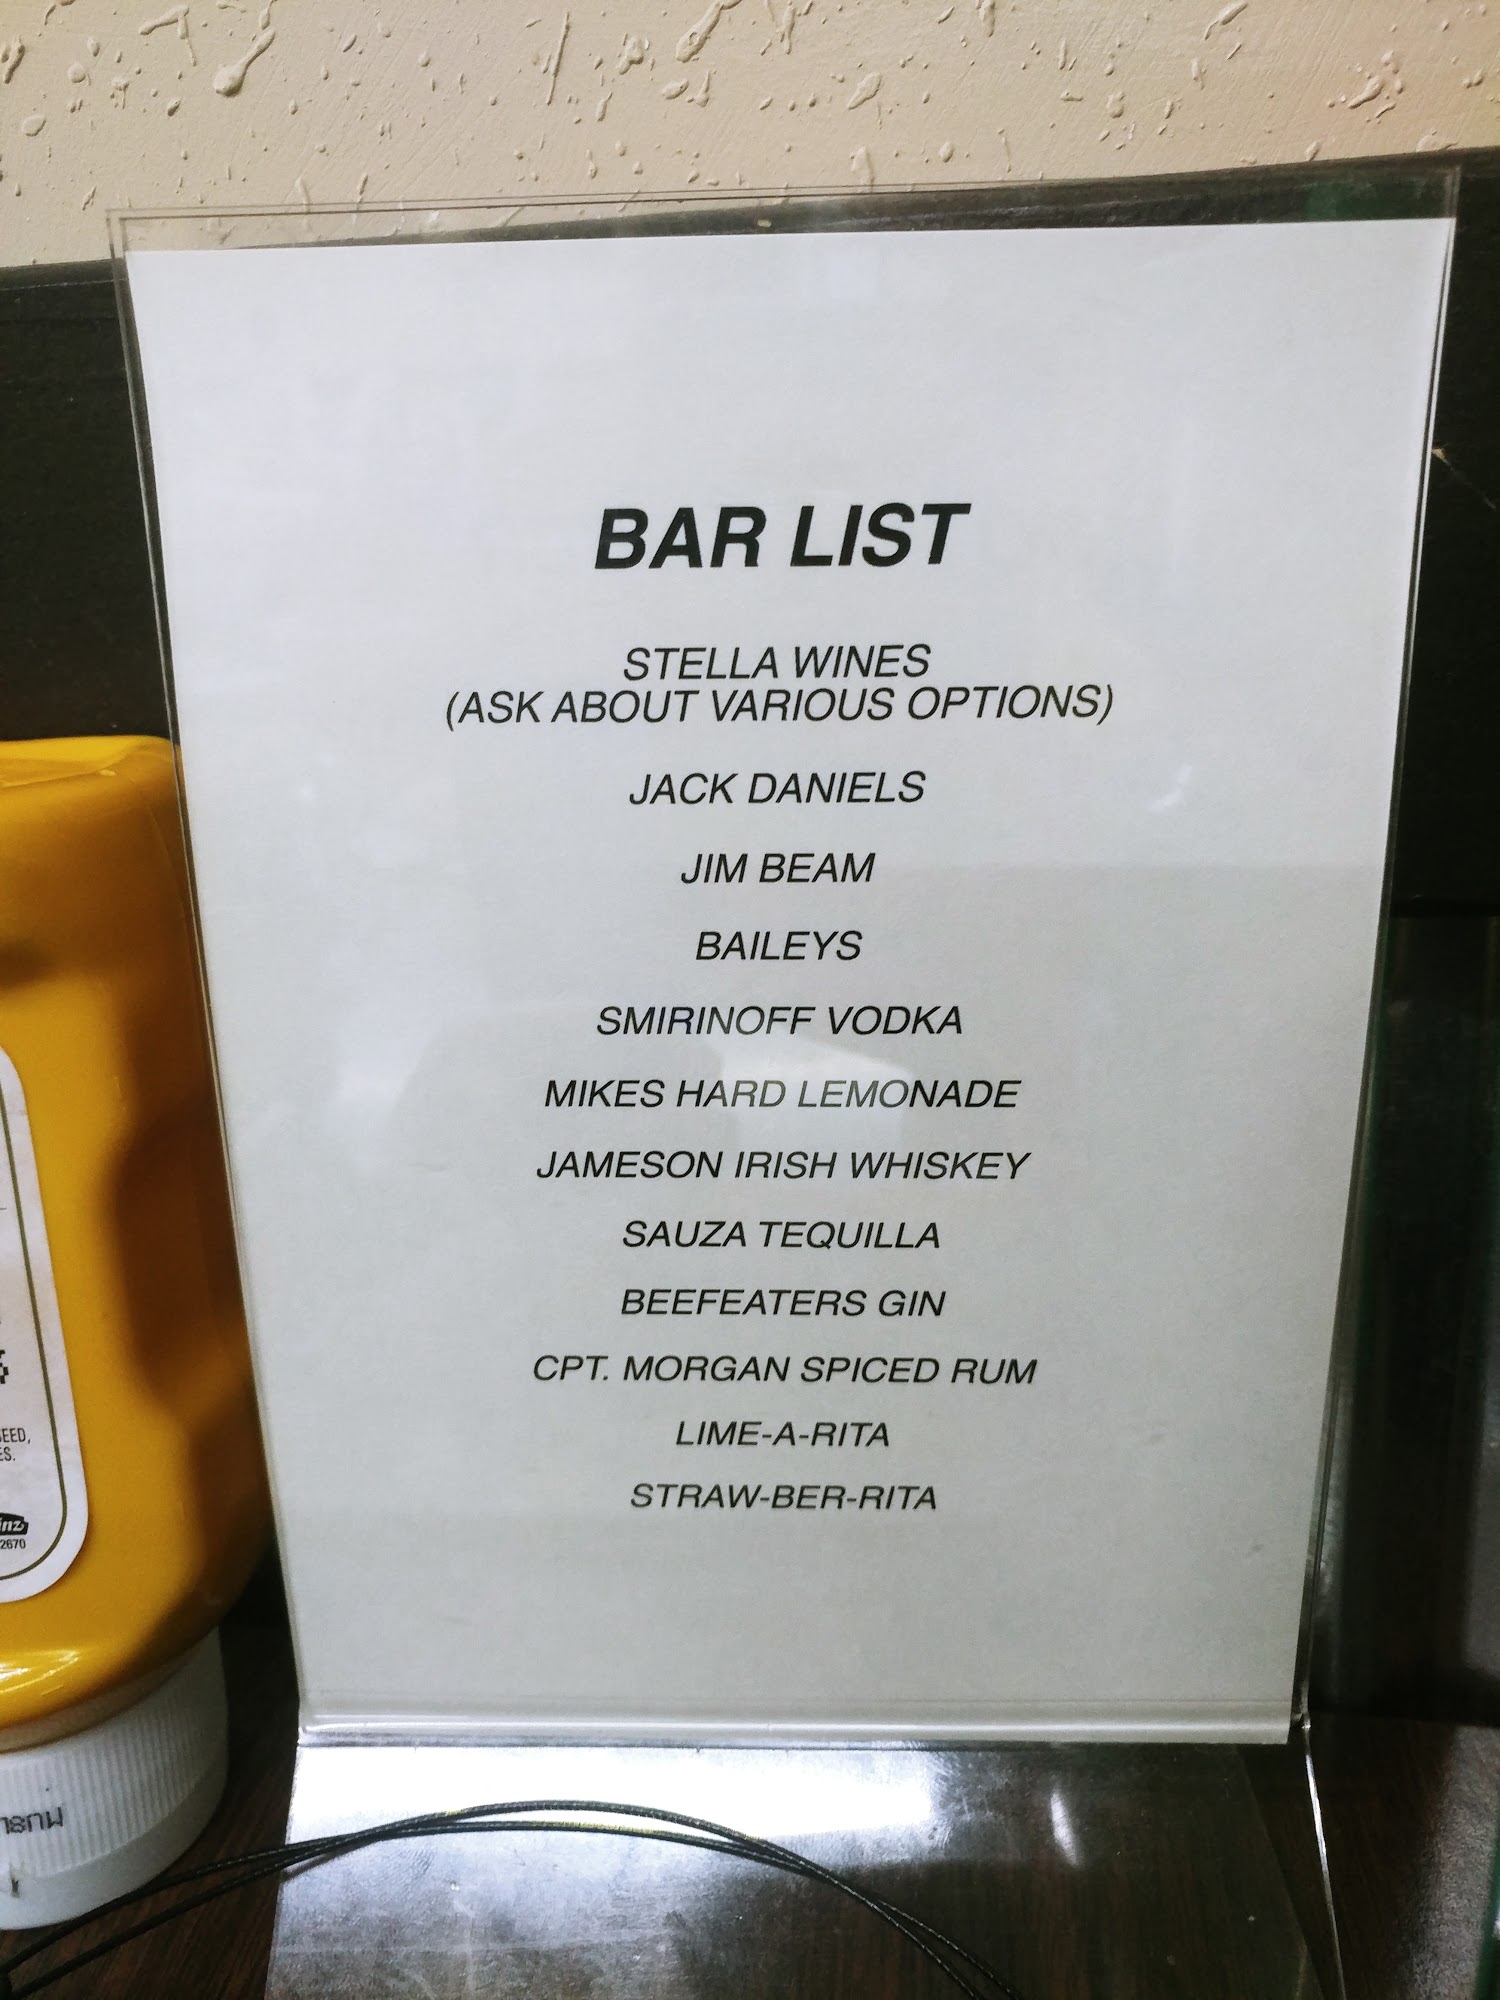 BAR LIST
STELLA WINES
(ASK ABOUT VARIOUS OPTIONS)
JACK DANIELS
JIM BEAM
BAILEYS
SMIRINOFF VODKA
MIKES HARD LEMONADE
JAMESON IRISH WHISKEY
SAUZA TEQUILLA
BEEFEATERS GIN
CPT. MORGAN SPICED RUM
LIME-A-RITA
STRAW-BER-RITA
2670